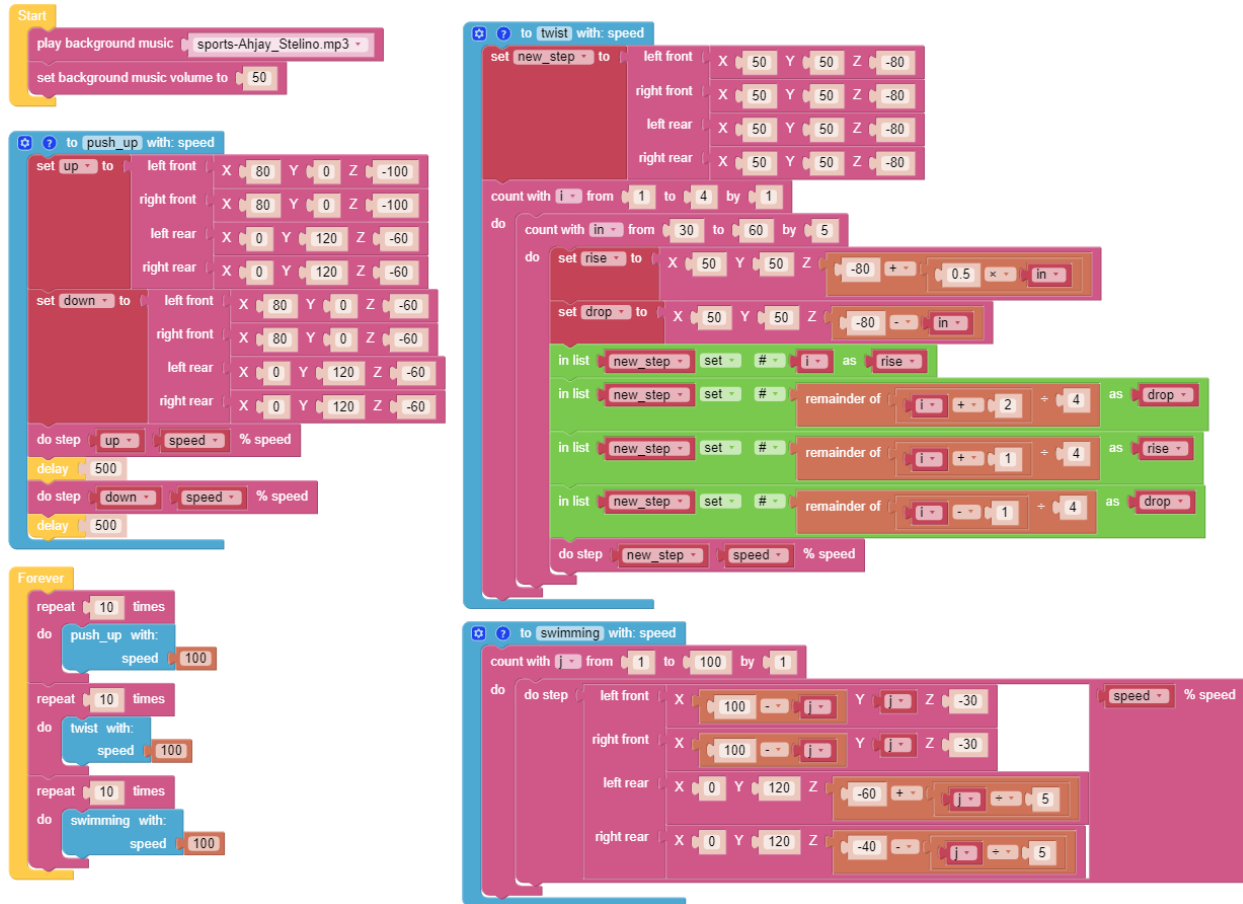 Start
play background music sports-Ahjay_Stelino.mp3
set background music volume to 50
? to push_up with: speed
set up to left front X 80 Y 0 Z -100
right front X 80 Y 0 Z -100
left rear X 0 Y 120 Z -60
right rear X 0 Y 120 Z -60
set down to left front X 80 Y 0 Z -60
right front X 80 Y 0 Z -60
left rear X 0 Y 120 Z -60
right rear X 0 Y 120 Z -60
do step up speed % speed
delay 500
do step down speed % speed
delay 500
Forever
repeat 10 times
do push_up with:
speed 100
repeat 10 times
do twist with:
speed 100
repeat 10 times
do swimming with:
speed 100
? to twist with: speed
set new_step to left front X 50 Y 50 Z -80
right front X 50 Y 50 Z -80
left rear X 50 Y 50 Z -80
right rear X 50 Y 50 Z -80
count with i from 1 to 4 by 1
do count with in from 30 to 60 by 5
do set rise to X 50 Y 50 Z -80 + 0.5 × in
set drop to X 50 Y 50 Z -80 - in
in list new_step set # i as rise
in list new_step set # remainder of i + 2 ÷ 4 as drop
in list new_step set # remainder of i + 1 ÷ 4 as rise
in list new_step set # remainder of i - 1 ÷ 4 as drop
do step new_step speed % speed
? to swimming with: speed
count with j from 1 to 100 by 1
do do step left front X 100 - j Y j Z -30 speed % speed
right front X 100 - j Y j Z -30
left rear X 0 Y 120 Z -60 + j ÷ 5
right rear X 0 Y 120 Z -40 - j ÷ 5